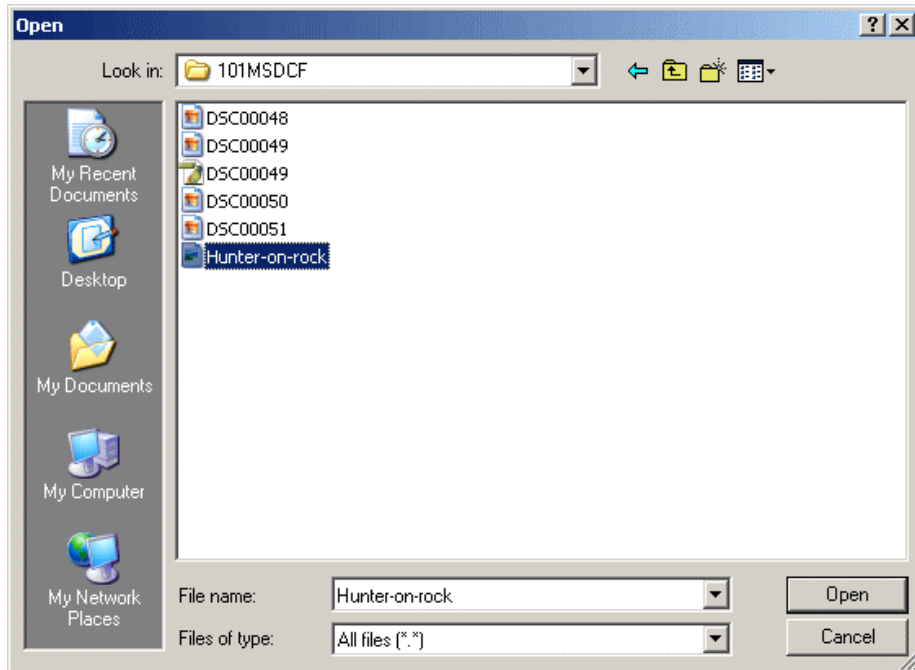 Open
Look in: 101MSDCF
DSC00048
DSC00049
DSC00049
DSC00050
DSC00051
Hunter-on-rock
My Recent
Documents
Desktop
My Documents
My Computer
My Network
Places
File name: Hunter-on-rock Open
Files of type: All files (*.*) Cancel